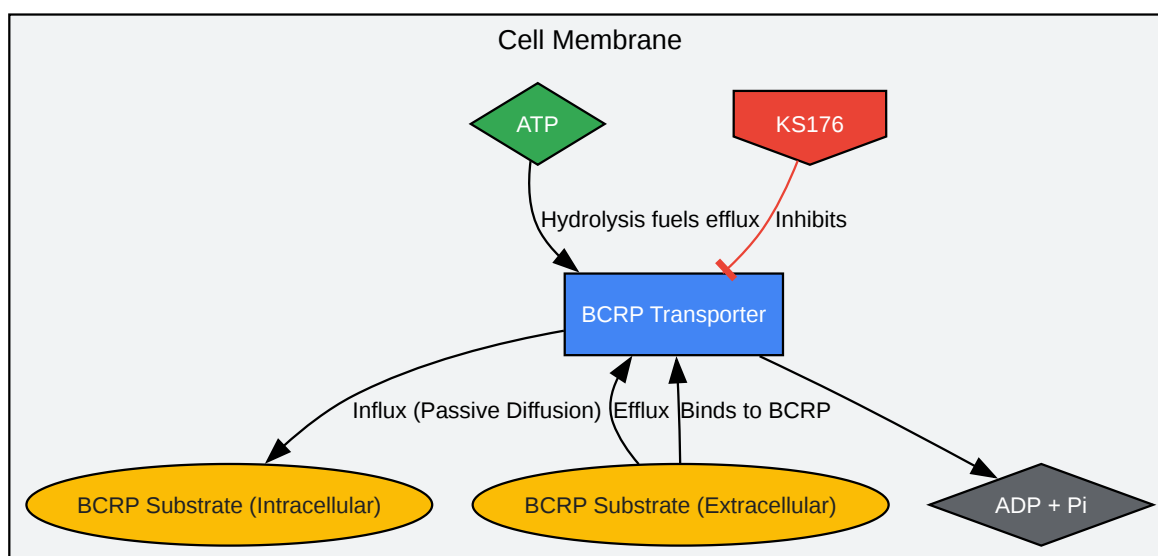 Cell Membrane
ATP
KS176
Hydrolysis fuels efflux
Inhibits
BCRP Transporter
Influx (Passive Diffusion)
Efflux
Binds to BCRP
BCRP Substrate (Intracellular)
BCRP Substrate (Extracellular)
ADP + Pi